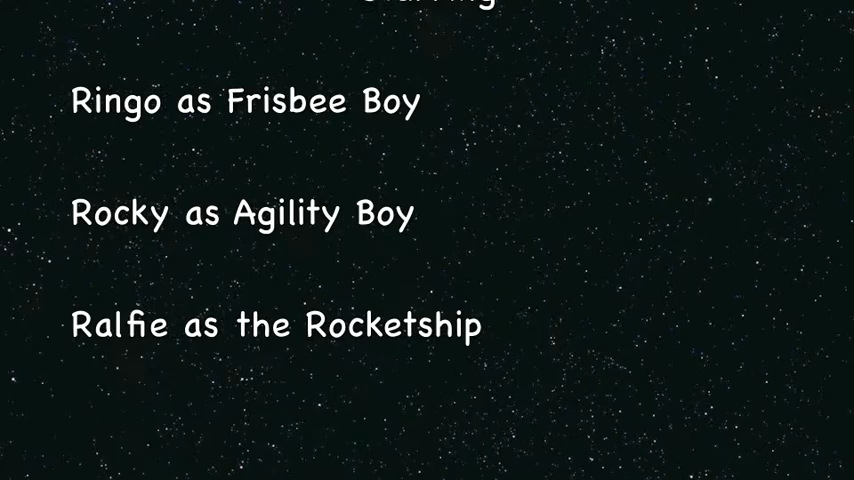 Ringo as Frisbee Boy
Rocky as Agility Boy
Ralfie as the Rocketship